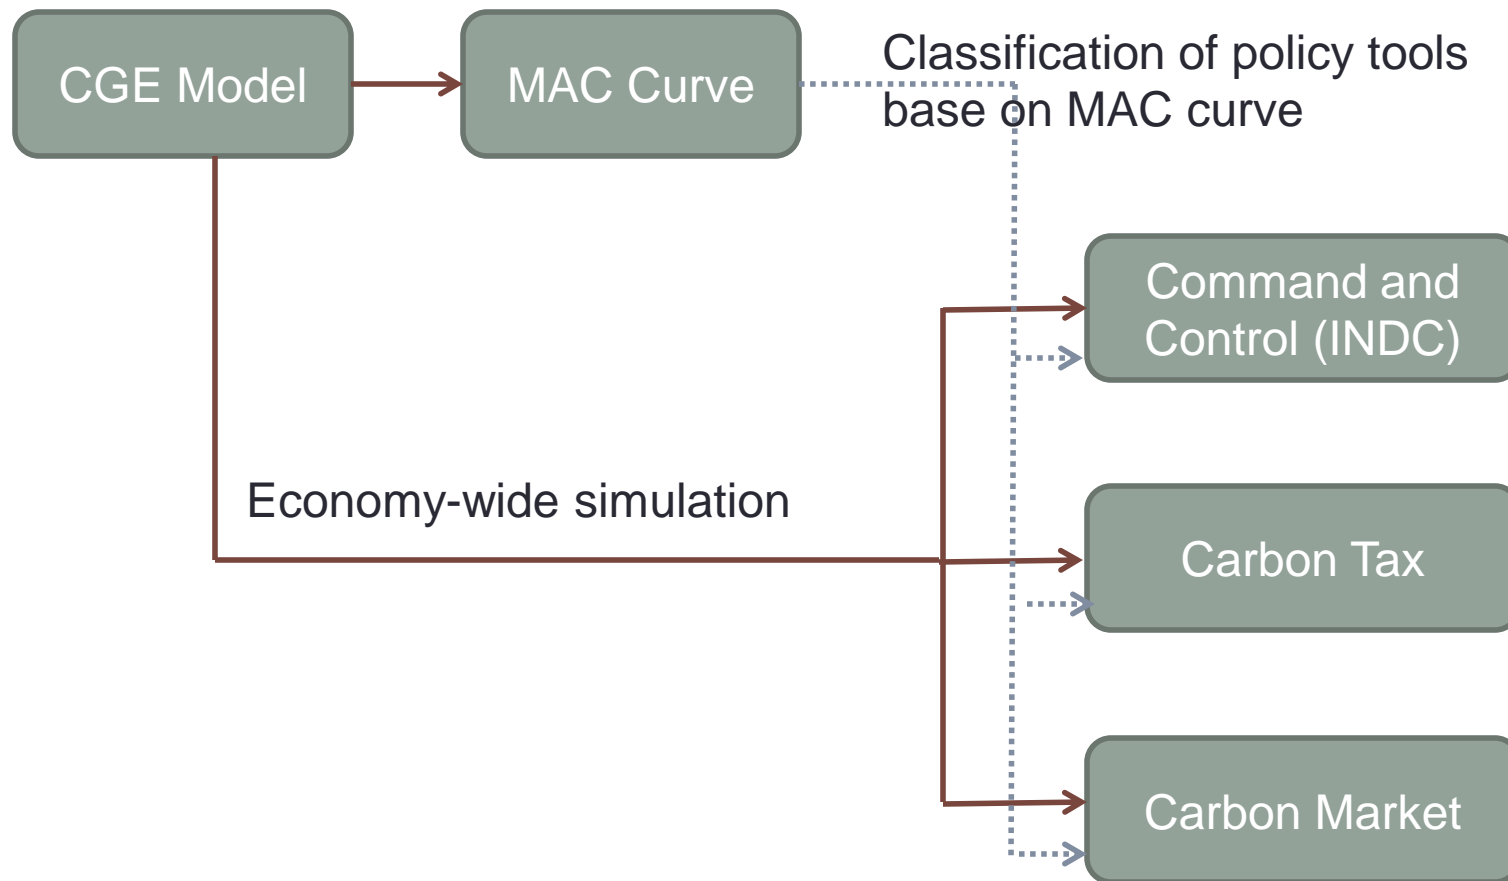 CGE Model
MAC Curve
Classification of policy tools
base on MAC curve
Command and
Control (INDC)
Economy-wide simulation
Carbon Tax
Carbon Market